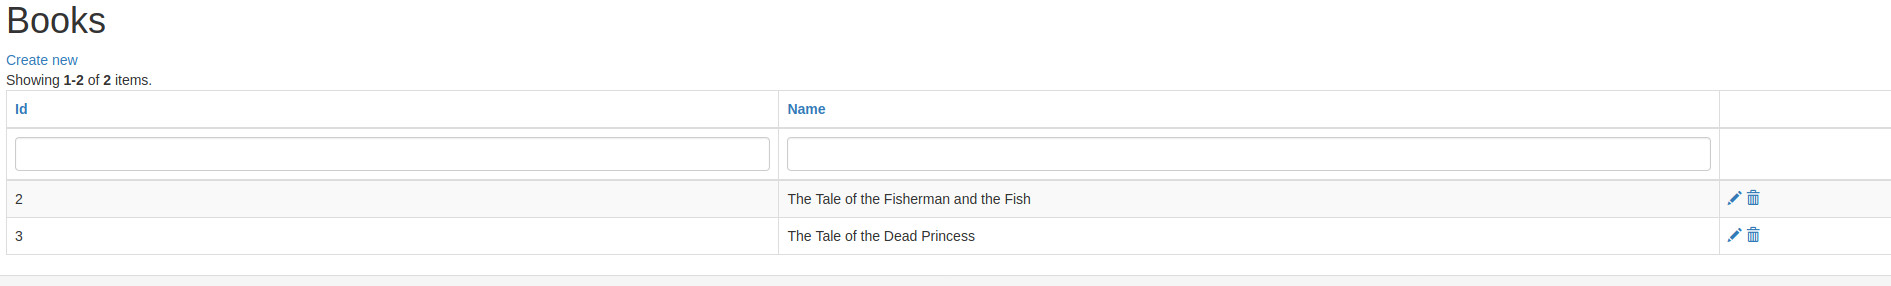 Books
Create new
Showing 1-2 of 2 items.
Id Name
2 The Tale of the Fisherman and the Fish
3 The Tale of the Dead Princess